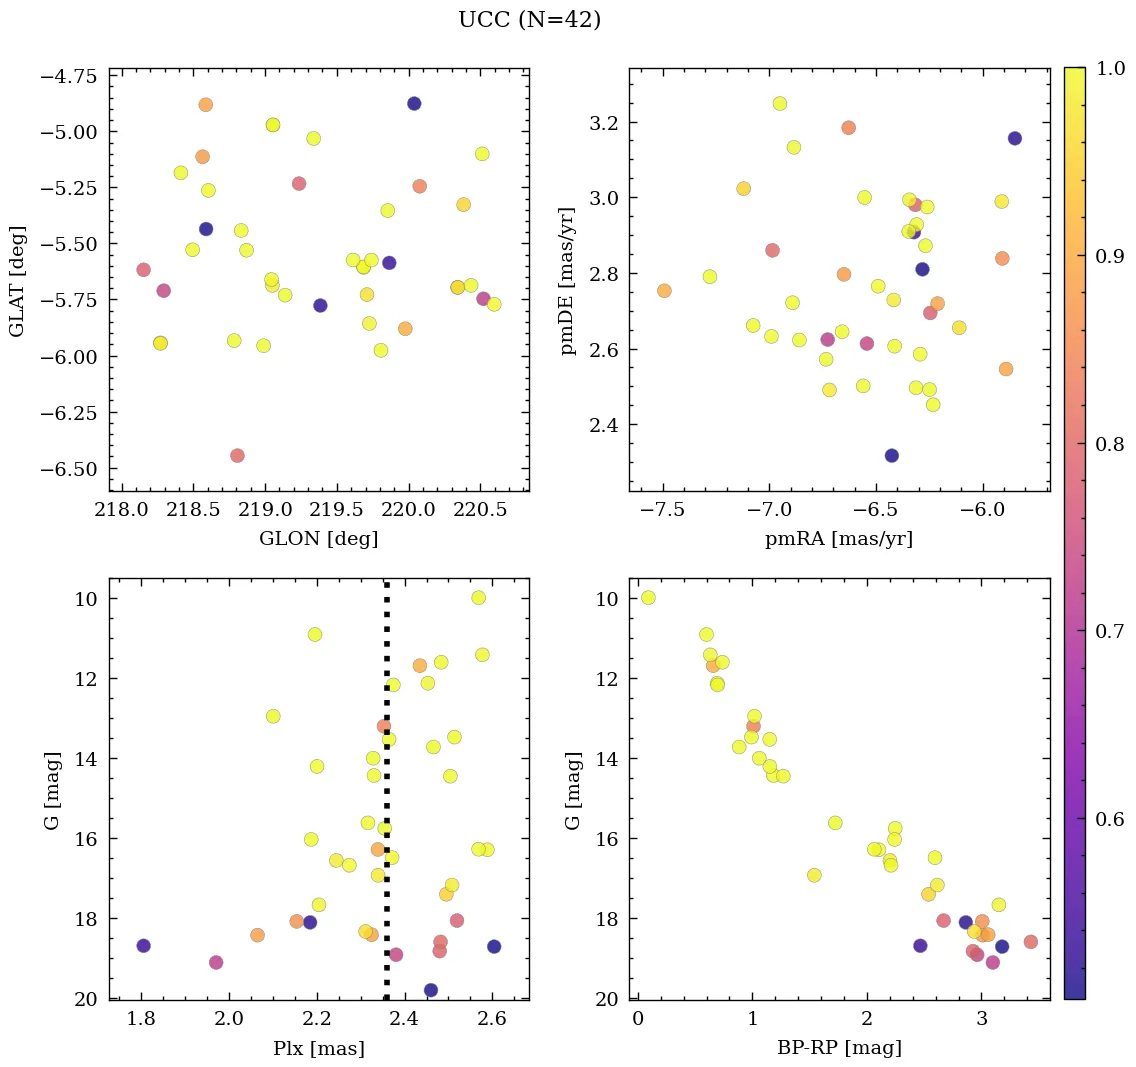 UCC (N=42)
−4.75
−5.00
−5.25
−5.50
−5.75
−6.00
−6.25
−6.50
GLAT [deg]
218.0 218.5 219.0 219.5 220.0 220.5
GLON [deg]
3.2
3.0
2.8
2.6
2.4
pmDE [mas/yr]
−7.5 −7.0 −6.5 −6.0
pmRA [mas/yr]
1.0
0.9
0.8
0.7
0.6
10
12
14
16
18
20
G [mag]
1.8 2.0 2.2 2.4 2.6
Plx [mas]
10
12
14
16
18
20
G [mag]
0 1 2 3
BP-RP [mag]